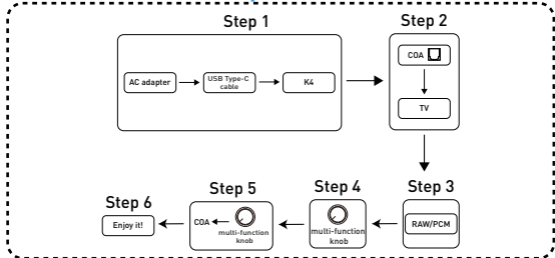 Step 1
Step 2
AC adapter
USB Type-C
cable
K4
COA
TV
Step 6
Step 5
Step 4
Step 3
Enjoy it!
COA
multi-function
knob
multi-function
knob
RAW/PCM